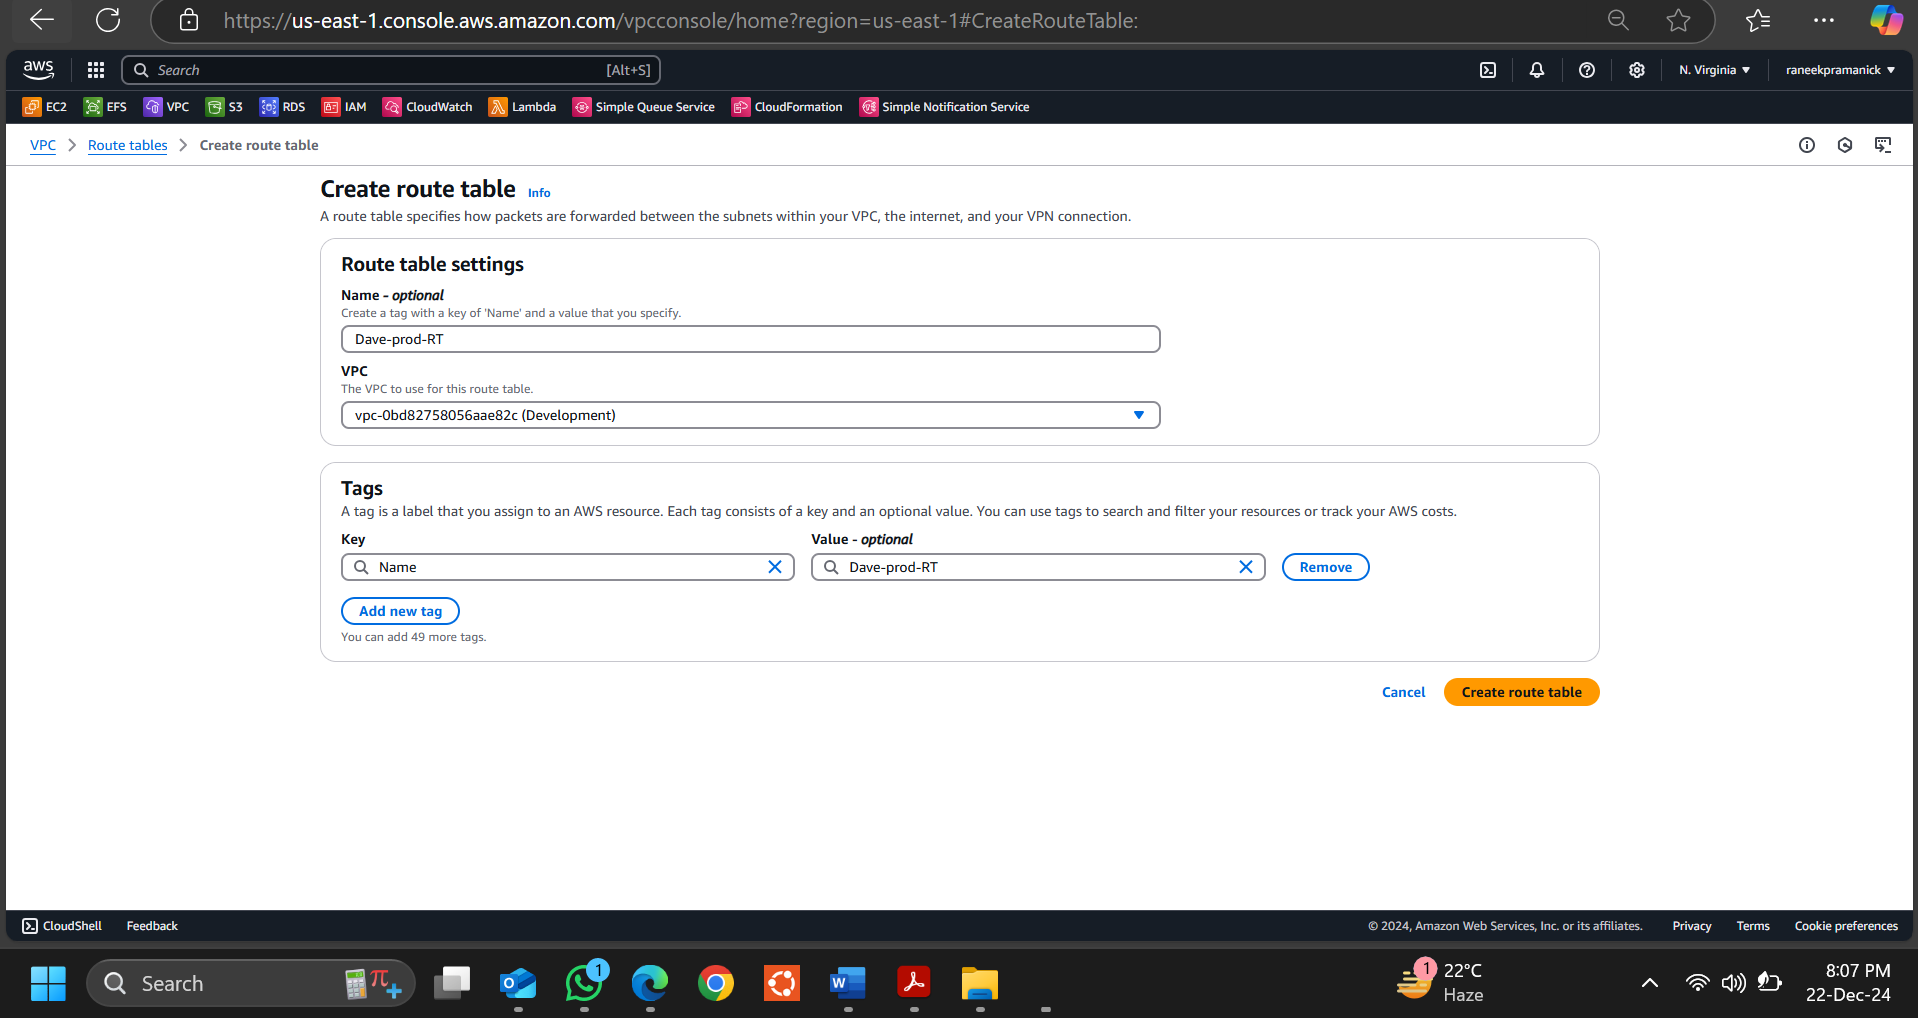 https://us-east-1.console.aws.amazon.com/vpcconsole/home?region=us-east-1#CreateRouteTable:
aws Search [Alt+S] N. Virginia raneekpramanick
EC2 EFS VPC S3 RDS IAM CloudWatch Lambda Simple Queue Service CloudFormation Simple Notification Service
VPC Route tables Create route table
Create route table Info
A route table specifies how packets are forwarded between the subnets within your VPC, the internet, and your VPN connection.
Route table settings
Name - optional
Create a tag with a key of 'Name' and a value that you specify.
Dave-prod-RT
VPC
The VPC to use for this route table.
vpc-0bd82758056aae82c (Development)
Tags
A tag is a label that you assign to an AWS resource. Each tag consists of a key and an optional value. You can use tags to search and filter your resources or track your AWS costs.
Key Value - optional
Name Dave-prod-RT Remove
Add new tag
You can add 49 more tags.
Cancel Create route table
CloudShell Feedback © 2024, Amazon Web Services, Inc. or its affiliates. Privacy Terms Cookie preferences
Search 1 1 22°C 8:07 PM
Haze 22-Dec-24